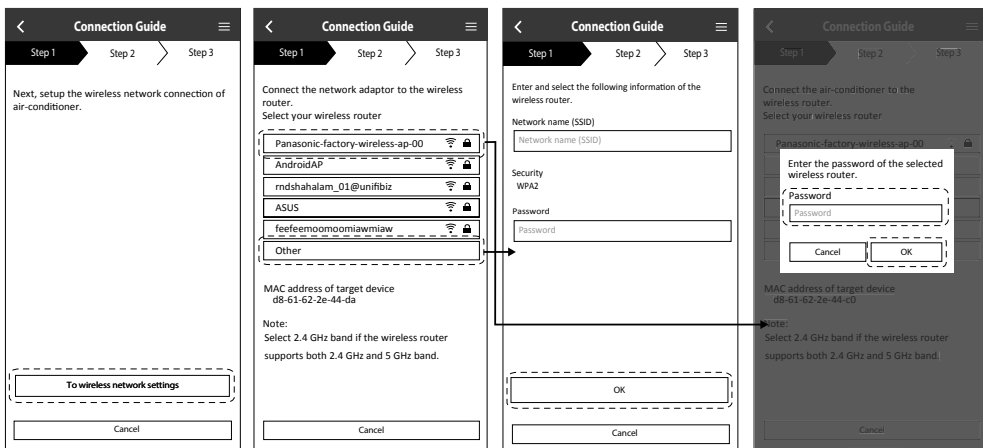 Connection Guide
Step 1
Step 2
Step 3
Next, setup the wireless network connection of
air-conditioner.
To wireless network settings
Cancel
Connection Guide
Step 1
Step 2
Step 3
Connect the network adaptor to the wireless
router.
Select your wireless router
Panasonic-factory-wireless-ap-00
AndroidAP
rndshahalam_01@unifibiz
ASUS
feefeemoomoomiawmiaw
Other
MAC address of target device
d8-61-62-2e-44-da
Note:
Select 2.4 GHz band if the wireless router
supports both 2.4 GHz and 5 GHz band.
Cancel
Connection Guide
Step 1
Step 2
Step 3
Enter and select the following information of the
wireless router.
Network name (SSID)
Network name (SSID)
Security
WPA2
Password
Password
OK
Cancel
Connection Guide
Step 1
Step 2
Step 3
Connect the air-conditioner to the
wireless router.
Select your wireless router
Panasonic-factory-wireless-ap-00
Enter the password of the selected
wireless router.
Password
Password
Cancel
OK
MAC address of target device
d8-61-62-2e-44-c0
Note:
Select 2.4 GHz band if the wireless router
supports both 2.4 GHz and 5 GHz band.
Cancel